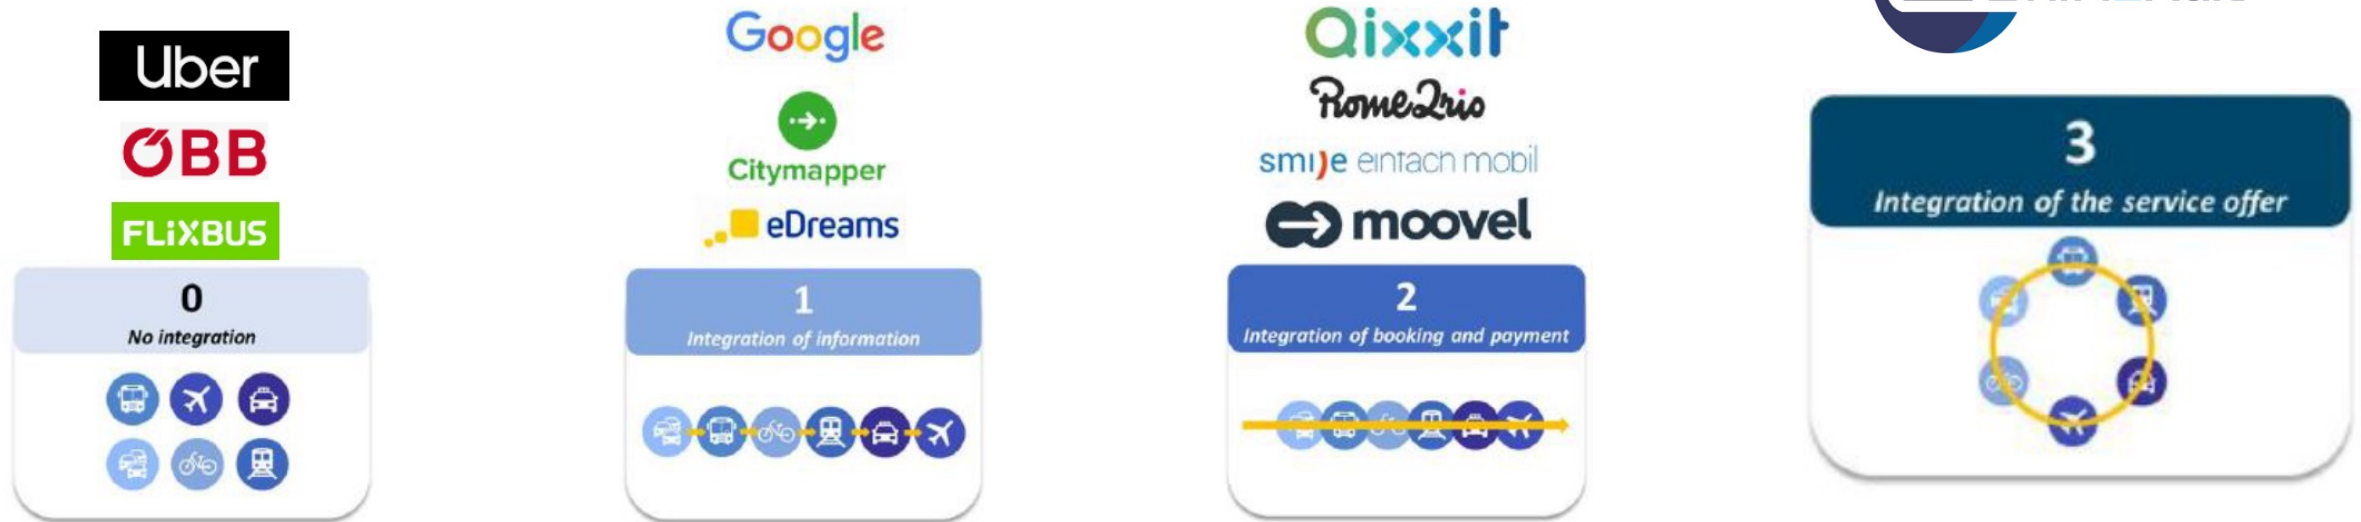 Uber
ÖBB
FLiXBUS
0
No integration
Google
Citymapper
eDreams
1
Integration of information
Qixxit
Rome2rio
smile einfach mobil
moovel
2
Integration of booking and payment
3
Integration of the service offer